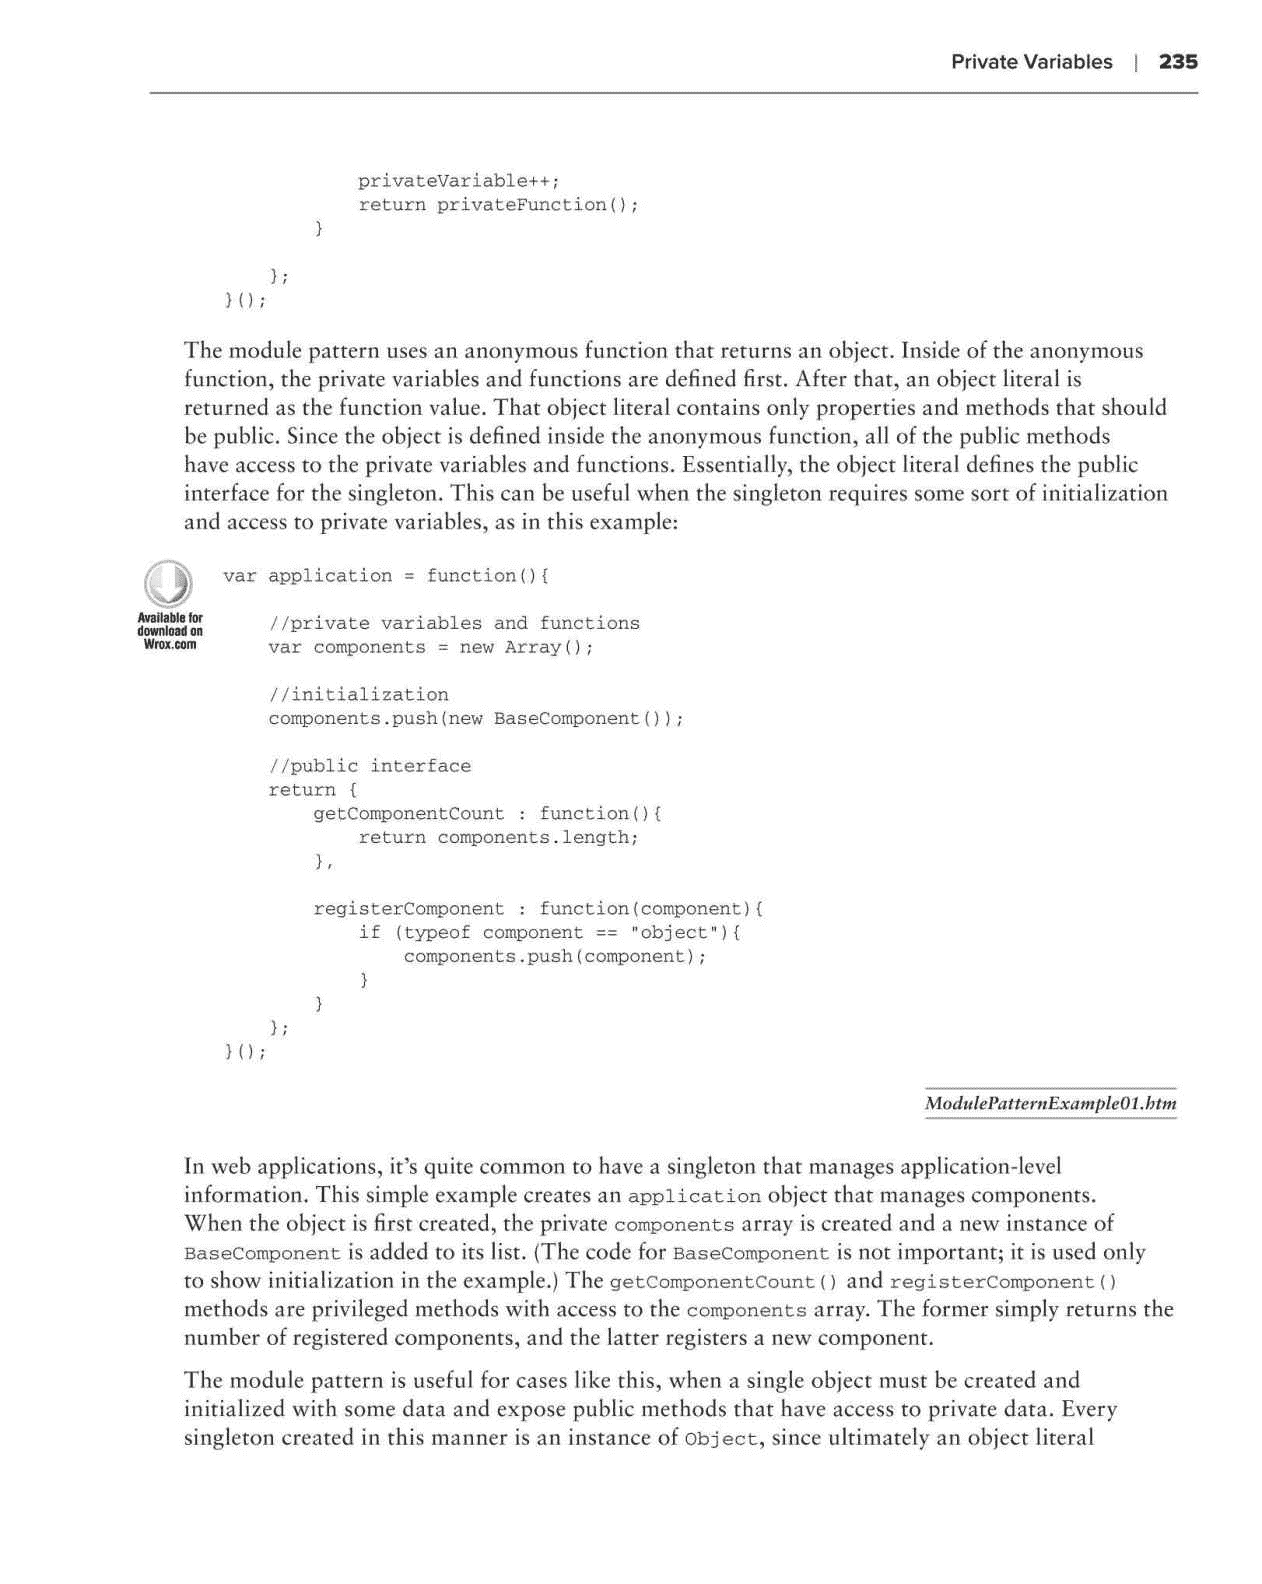 Private Variables | 235
privateVariable++;
return privateFunction();
}
};
}();
The module pattern uses an anonymous function that returns an object. Inside of the anonymous
function, the private variables and functions are defined first. After that, an object literal is
returned as the function value. That object literal contains only properties and methods that should
be public. Since the object is defined inside the anonymous function, all of the public methods
have access to the private variables and functions. Essentially, the object literal defines the public
interface for the singleton. This can be useful when the singleton requires some sort of initialization
and access to private variables, as in this example:
Available for
download on
Wrox.com
var application = function(){
//private variables and functions
var components = new Array();
//initialization
components.push(new BaseComponent());
//public interface
return {
getComponentCount : function(){
return components.length;
},
registerComponent : function(component){
if (typeof component == "object"){
components.push(component);
}
}
};
}();
ModulePatternExample01.htm
In web applications, it’s quite common to have a singleton that manages application-level
information. This simple example creates an application object that manages components.
When the object is first created, the private components array is created and a new instance of
BaseComponent is added to its list. (The code for BaseComponent is not important; it is used only
to show initialization in the example.) The getComponentCount() and registerComponent()
methods are privileged methods with access to the components array. The former simply returns the
number of registered components, and the latter registers a new component.
The module pattern is useful for cases like this, when a single object must be created and
initialized with some data and expose public methods that have access to private data. Every
singleton created in this manner is an instance of Object, since ultimately an object literal